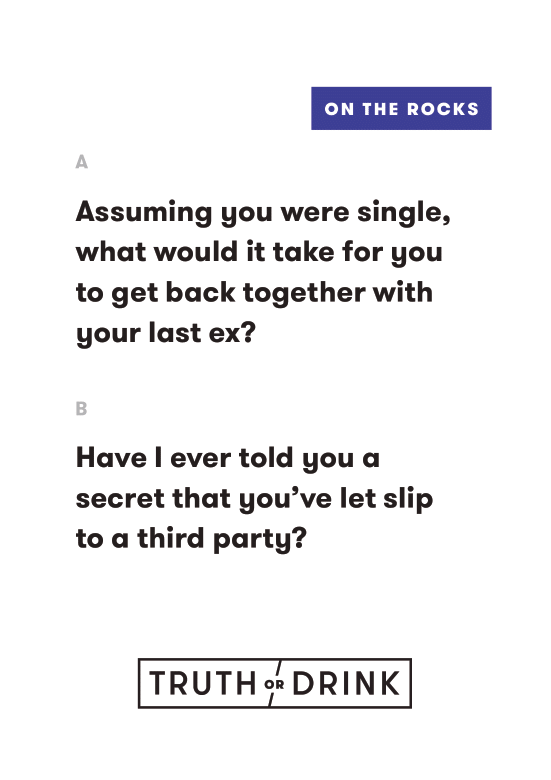 ON THE ROCKS
A
Assuming you were single,
what would it take for you
to get back together with
your last ex?
B
Have I ever told you a
secret that you’ve let slip
to a third party?
TRUTH OR DRINK